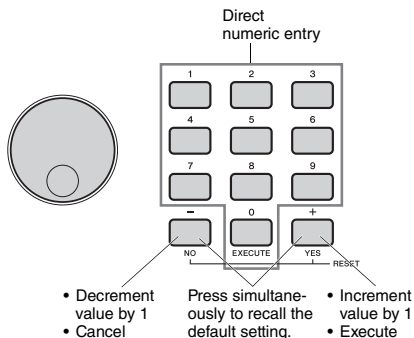 Direct
numeric entry
1 2 3
4 5 6
7 8 9
– 0 +
NO EXECUTE YES
RESET
• Decrement
value by 1
• Cancel
Press simultane-
ously to recall the
default setting.
• Increment
value by 1
• Execute